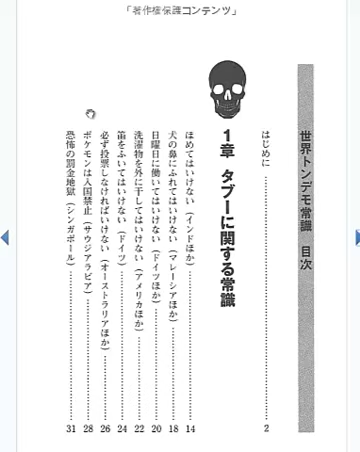 「著作権保護コンテンツ」
世界トンデモ常識　目次
はじめに………………………………2
1章　タブーに関する常識
ほめてはいけない（インドほか）………………14
犬の鼻にふれてはいけない（マレーシアほか）………………18
日曜日に働いてはいけない（ドイツほか）………………20
洗濯物を外に干してはいけない（アメリカほか）………………22
笛をふいてはいけない（ドイツ）………………24
必ず投票しなければいけない（オーストラリアほか）………………26
ポケモンは入国禁止（サウジアラビア）………………28
恐怖の罰金地獄（シンガポール）………………31